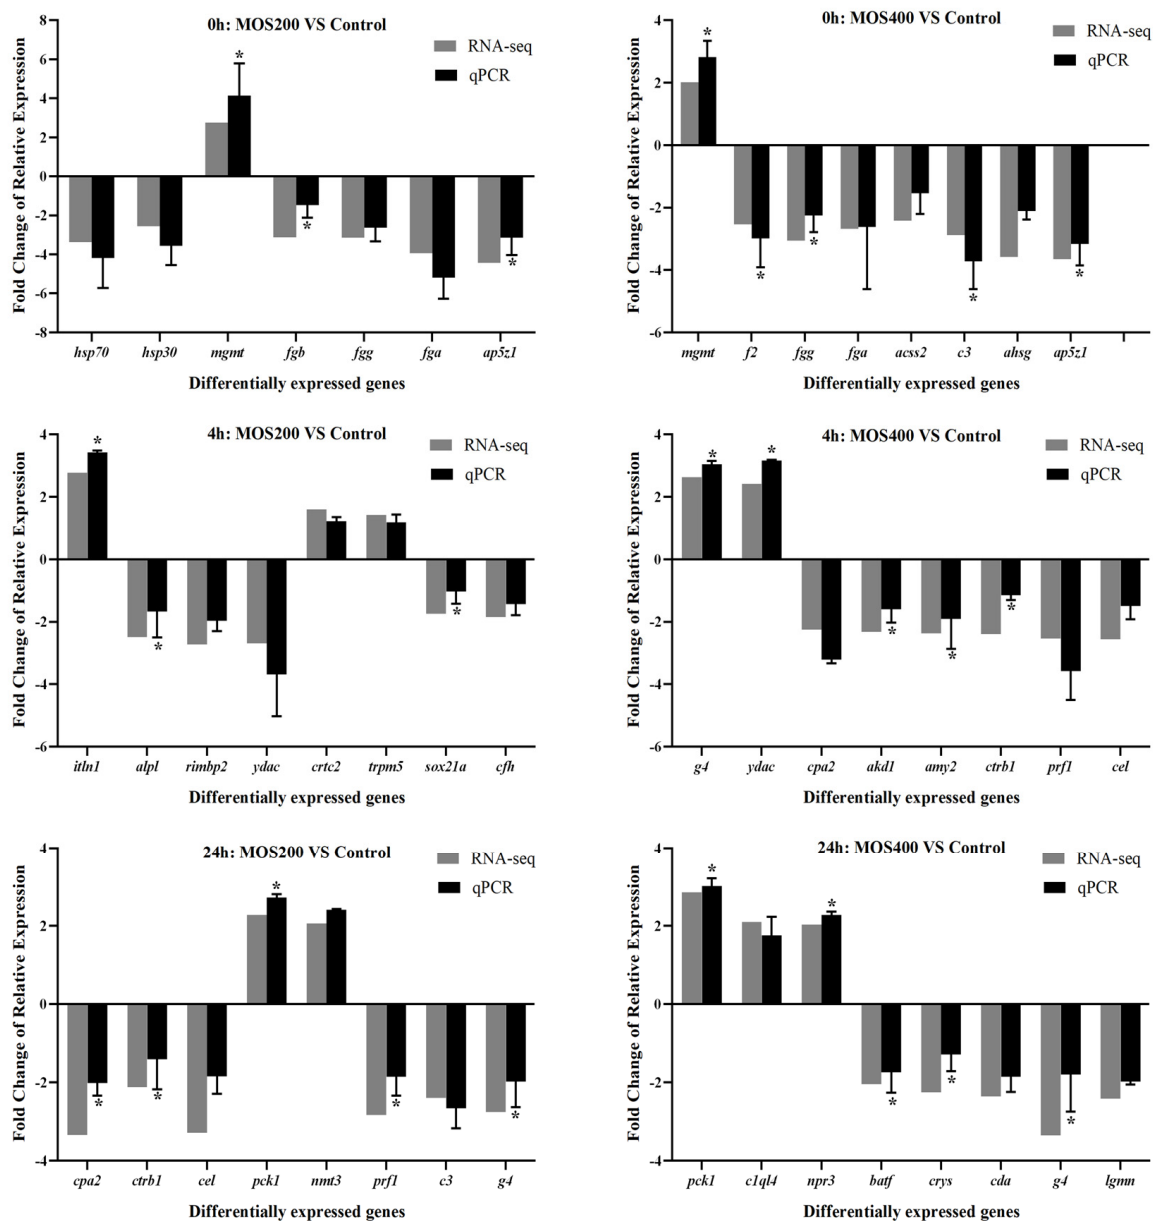 0h: MOS200 VS Control
RNA-seq
qPCR
Fold Change of Relative Expression
8
6
4
2
0
-2
-4
-6
-8
*
*
*
hsp70 hsp30 mgmt fgb fgg fga ap5z1
Differentially expressed genes
0h: MOS400 VS Control
RNA-seq
qPCR
Fold Change of Relative Expression
4
2
0
-2
-4
-6
*
*
*
*
*
mgmt f2 fgg fga acss2 c3 ahsg ap5z1
Differentially expressed genes
4h: MOS200 VS Control
RNA-seq
qPCR
Fold Change of Relative Expression
4
2
0
-2
-4
-6
*
*
*
itln1 alpl rimbp2 ydac crtc2 trpm5 sox21a cfh
Differentially expressed genes
4h: MOS400 VS Control
RNA-seq
qPCR
Fold Change of Relative Expression
4
2
0
-2
-4
-6
*
*
*
*
*
g4 ydac cpa2 akd1 amy2 ctrb1 prf1 cel
Differentially expressed genes
24h: MOS200 VS Control
RNA-seq
qPCR
Fold Change of Relative Expression
4
2
0
-2
-4
*
*
*
*
*
cpa2 ctrb1 cel pck1 nmt3 prf1 c3 g4
Differentially expressed genes
24h: MOS400 VS Control
RNA-seq
qPCR
Fold Change of Relative Expression
4
2
0
-2
-4
*
*
*
*
*
pck1 c1ql4 npr3 batf crys cda g4 lgmn
Differentially expressed genes